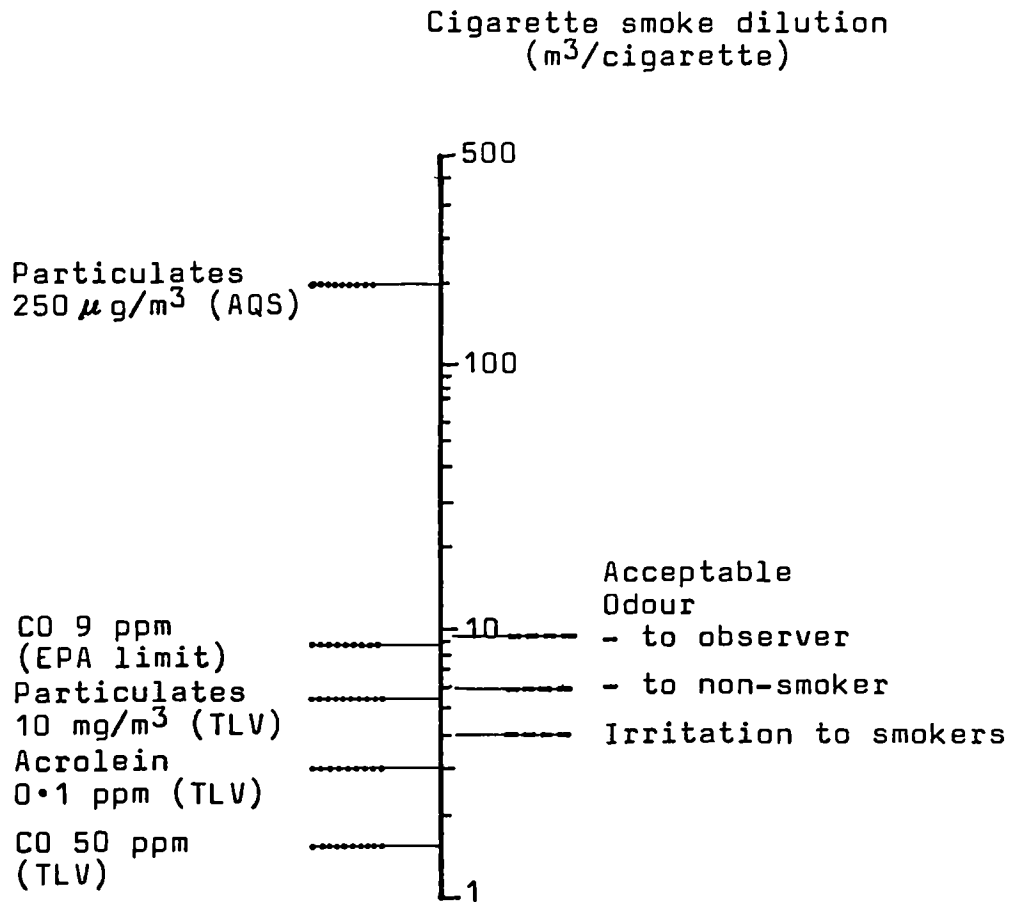 Cigarette smoke dilution
(m³/cigarette)
500
Particulates
250 µg/m³ (AQS)
100
Acceptable
Odour
CO 9 ppm
(EPA limit)
10
- to observer
Particulates
10 mg/m³ (TLV)
- to non-smoker
Irritation to smokers
Acrolein
0·1 ppm (TLV)
CO 50 ppm
(TLV)
1